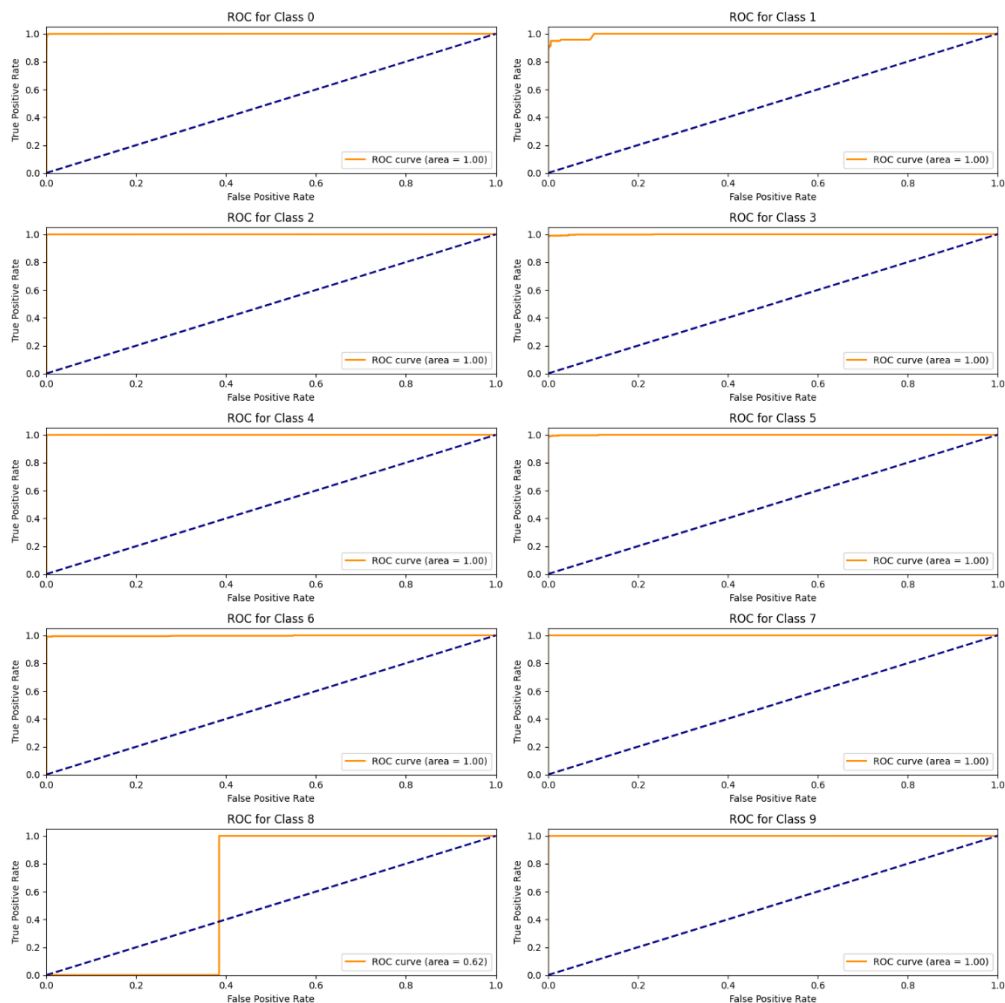 ROC for Class 0
1.0
0.8
0.6
0.4
0.2
0.0
True Positive Rate
ROC curve (area = 1.00)
0.0 0.2 0.4 0.6 0.8 1.0
False Positive Rate
ROC for Class 1
1.0
0.8
0.6
0.4
0.2
0.0
True Positive Rate
ROC curve (area = 1.00)
0.0 0.2 0.4 0.6 0.8 1.0
False Positive Rate
ROC for Class 2
1.0
0.8
0.6
0.4
0.2
0.0
True Positive Rate
ROC curve (area = 1.00)
0.0 0.2 0.4 0.6 0.8 1.0
False Positive Rate
ROC for Class 3
1.0
0.8
0.6
0.4
0.2
0.0
True Positive Rate
ROC curve (area = 1.00)
0.0 0.2 0.4 0.6 0.8 1.0
False Positive Rate
ROC for Class 4
1.0
0.8
0.6
0.4
0.2
0.0
True Positive Rate
ROC curve (area = 1.00)
0.0 0.2 0.4 0.6 0.8 1.0
False Positive Rate
ROC for Class 5
1.0
0.8
0.6
0.4
0.2
0.0
True Positive Rate
ROC curve (area = 1.00)
0.0 0.2 0.4 0.6 0.8 1.0
False Positive Rate
ROC for Class 6
1.0
0.8
0.6
0.4
0.2
0.0
True Positive Rate
ROC curve (area = 1.00)
0.0 0.2 0.4 0.6 0.8 1.0
False Positive Rate
ROC for Class 7
1.0
0.8
0.6
0.4
0.2
0.0
True Positive Rate
ROC curve (area = 1.00)
0.0 0.2 0.4 0.6 0.8 1.0
False Positive Rate
ROC for Class 8
1.0
0.8
0.6
0.4
0.2
0.0
True Positive Rate
ROC curve (area = 0.62)
0.0 0.2 0.4 0.6 0.8 1.0
False Positive Rate
ROC for Class 9
1.0
0.8
0.6
0.4
0.2
0.0
True Positive Rate
ROC curve (area = 1.00)
0.0 0.2 0.4 0.6 0.8 1.0
False Positive Rate